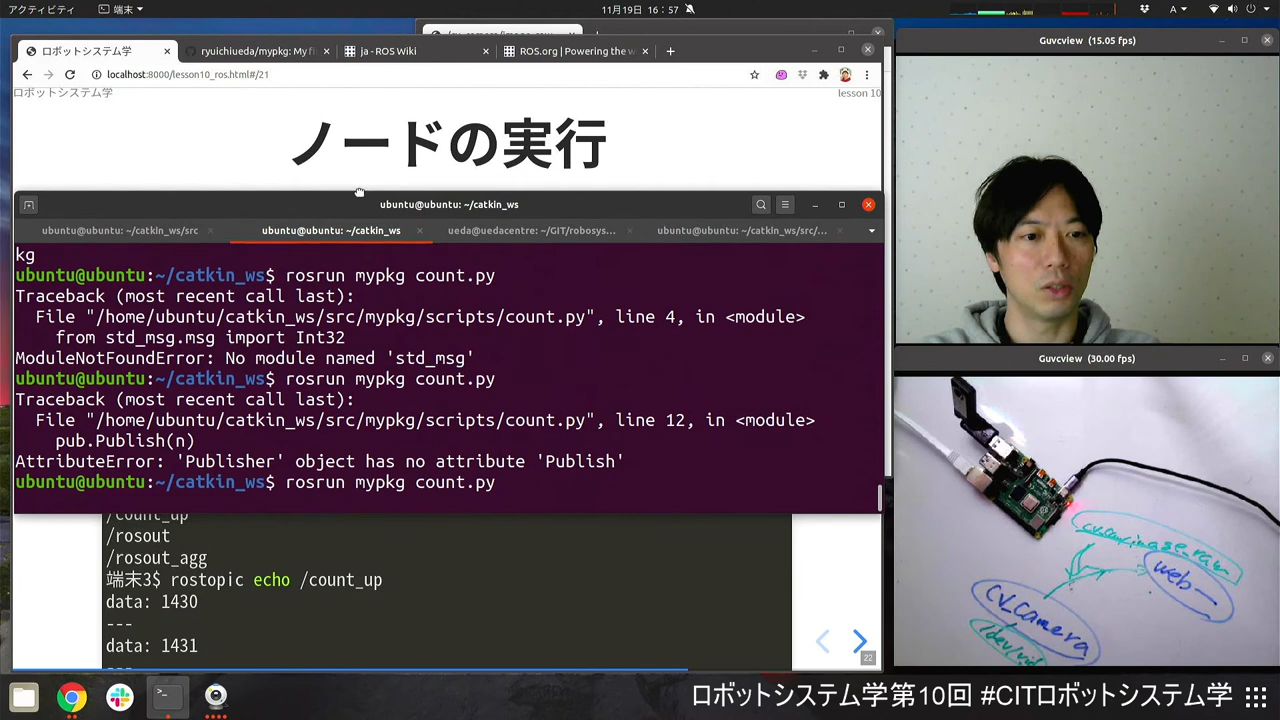 アクティビティ
端末
11月19日 16:57
A
ロボットシステム学
ryuichiueda/mypkg: My fi
ja - ROS Wiki
ROS.org | Powering the w
localhost:8000/lesson10_ros.html#/21
ロボットシステム学
lesson 10
ノードの実行
ubuntu@ubuntu: ~/catkin_ws
ubuntu@ubuntu: ~/catkin_ws/src
ubuntu@ubuntu: ~/catkin_ws
ueda@uedacentre: ~/GIT/robosys...
ubuntu@ubuntu: ~/catkin_ws/src/...
kg
ubuntu@ubuntu:~/catkin_ws$ rosrun mypkg count.py
Traceback (most recent call last):
File "/home/ubuntu/catkin_ws/src/mypkg/scripts/count.py", line 4, in <module>
from std_msg.msg import Int32
ModuleNotFoundError: No module named 'std_msg'
ubuntu@ubuntu:~/catkin_ws$ rosrun mypkg count.py
Traceback (most recent call last):
File "/home/ubuntu/catkin_ws/src/mypkg/scripts/count.py", line 12, in <module>
pub.Publish(n)
AttributeError: 'Publisher' object has no attribute 'Publish'
ubuntu@ubuntu:~/catkin_ws$ rosrun mypkg count.py
/count_up
/rosout
/rosout_agg
端末3$ rostopic echo /count_up
data: 1430
---
data: 1431
---
22
Guvcview (15.05 fps)
Guvcview (30.00 fps)
web
cv_camera
ロボットシステム学第10回 #CITロボットシステム学